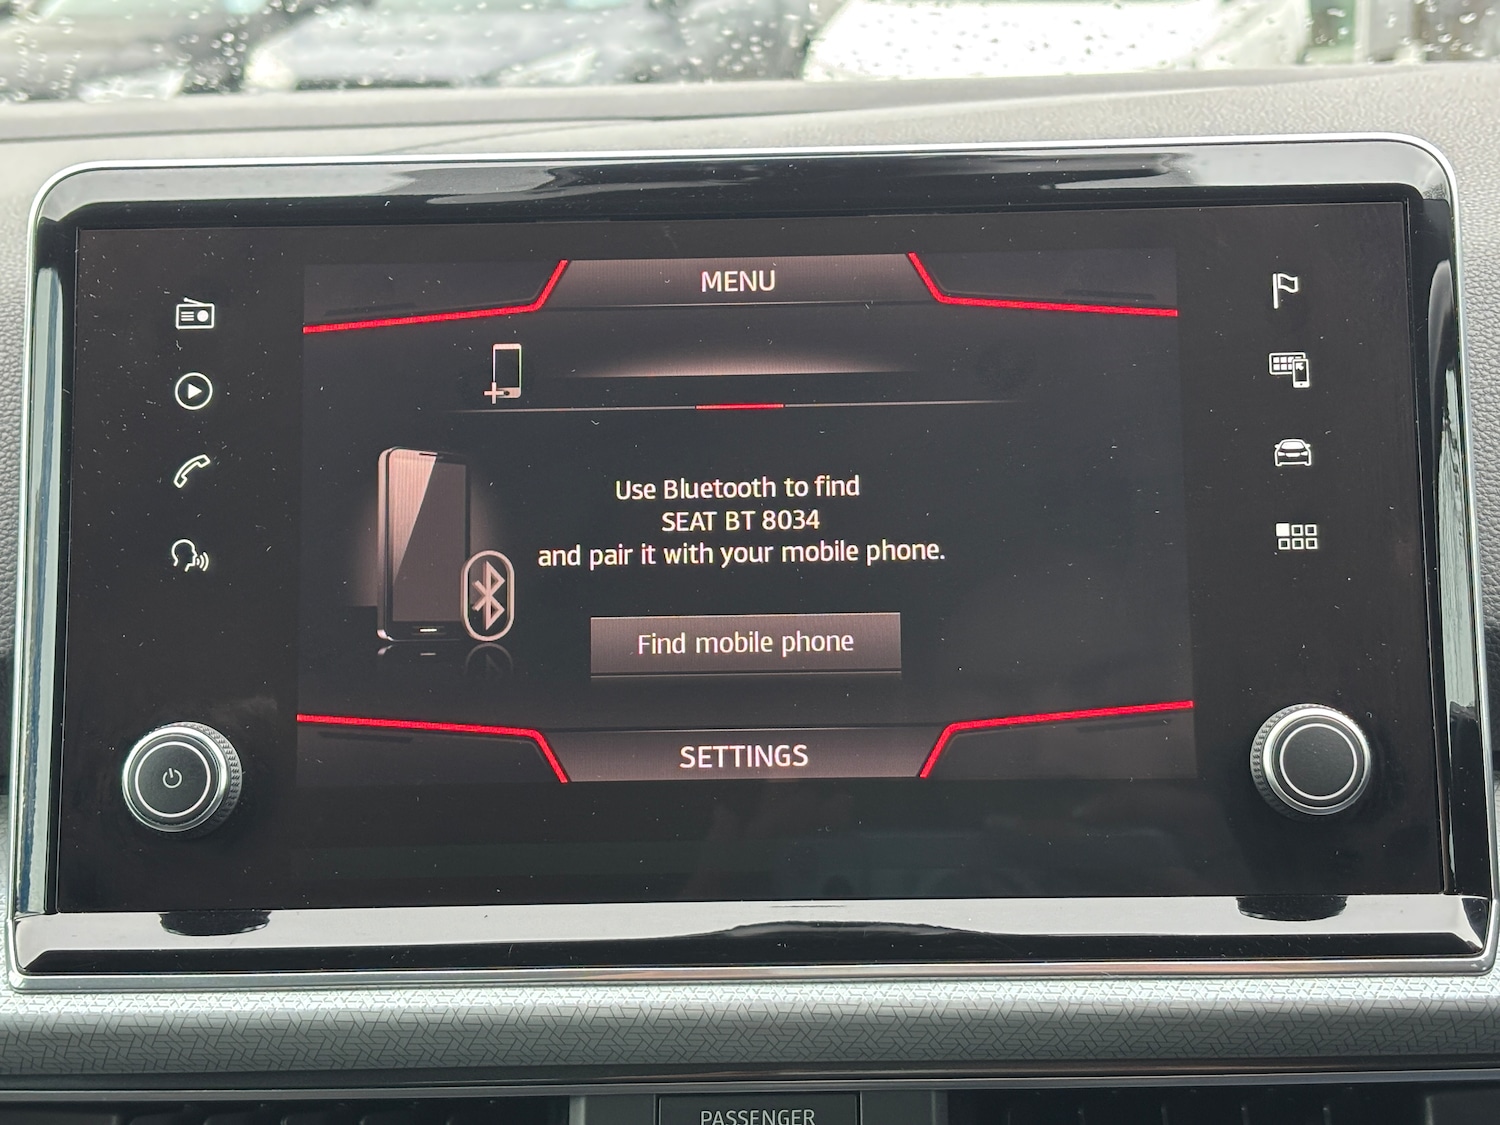 MENU
Use Bluetooth to find
SEAT BT 8034
and pair it with your mobile phone.
Find mobile phone
SETTINGS
PASSENGER